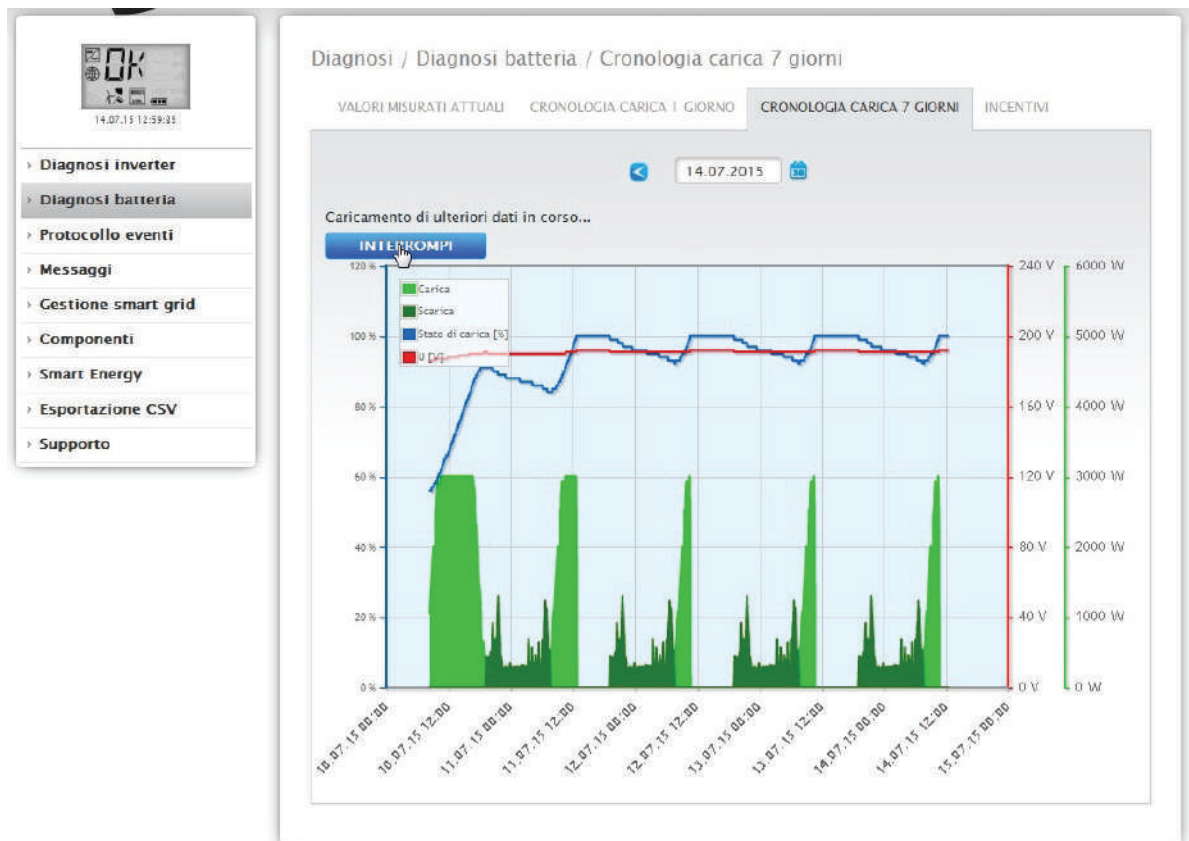 OK
14.07.15 12:59:35
› Diagnosi inverter
› Diagnosi batteria
› Protocollo eventi
› Messaggi
› Gestione smart grid
› Componenti
› Smart Energy
› Esportazione CSV
› Supporto
Diagnosi / Diagnosi batteria / Cronologia carica 7 giorni
VALORI MISURATI ATTUALI CRONOLOGIA CARICA 1 GIORNO CRONOLOGIA CARICA 7 GIORNI INCENTIVI
14.07.2015
Caricamento di ulteriori dati in corso...
INTERROMPI
120 % 240 V 6000 W
Carica
Scarica
100 % Stato di carica [%] 200 V 5000 W
U [V]
80 % 160 V 4000 W
60 % 120 V 3000 W
40 % 80 V 2000 W
20 % 40 V 1000 W
0 % 0 V 0 W
10.07.15 00:00 10.07.15 12:00 11.07.15 00:00 11.07.15 12:00 12.07.15 00:00 12.07.15 12:00 13.07.15 00:00 13.07.15 12:00 14.07.15 00:00 14.07.15 12:00 15.07.15 00:00